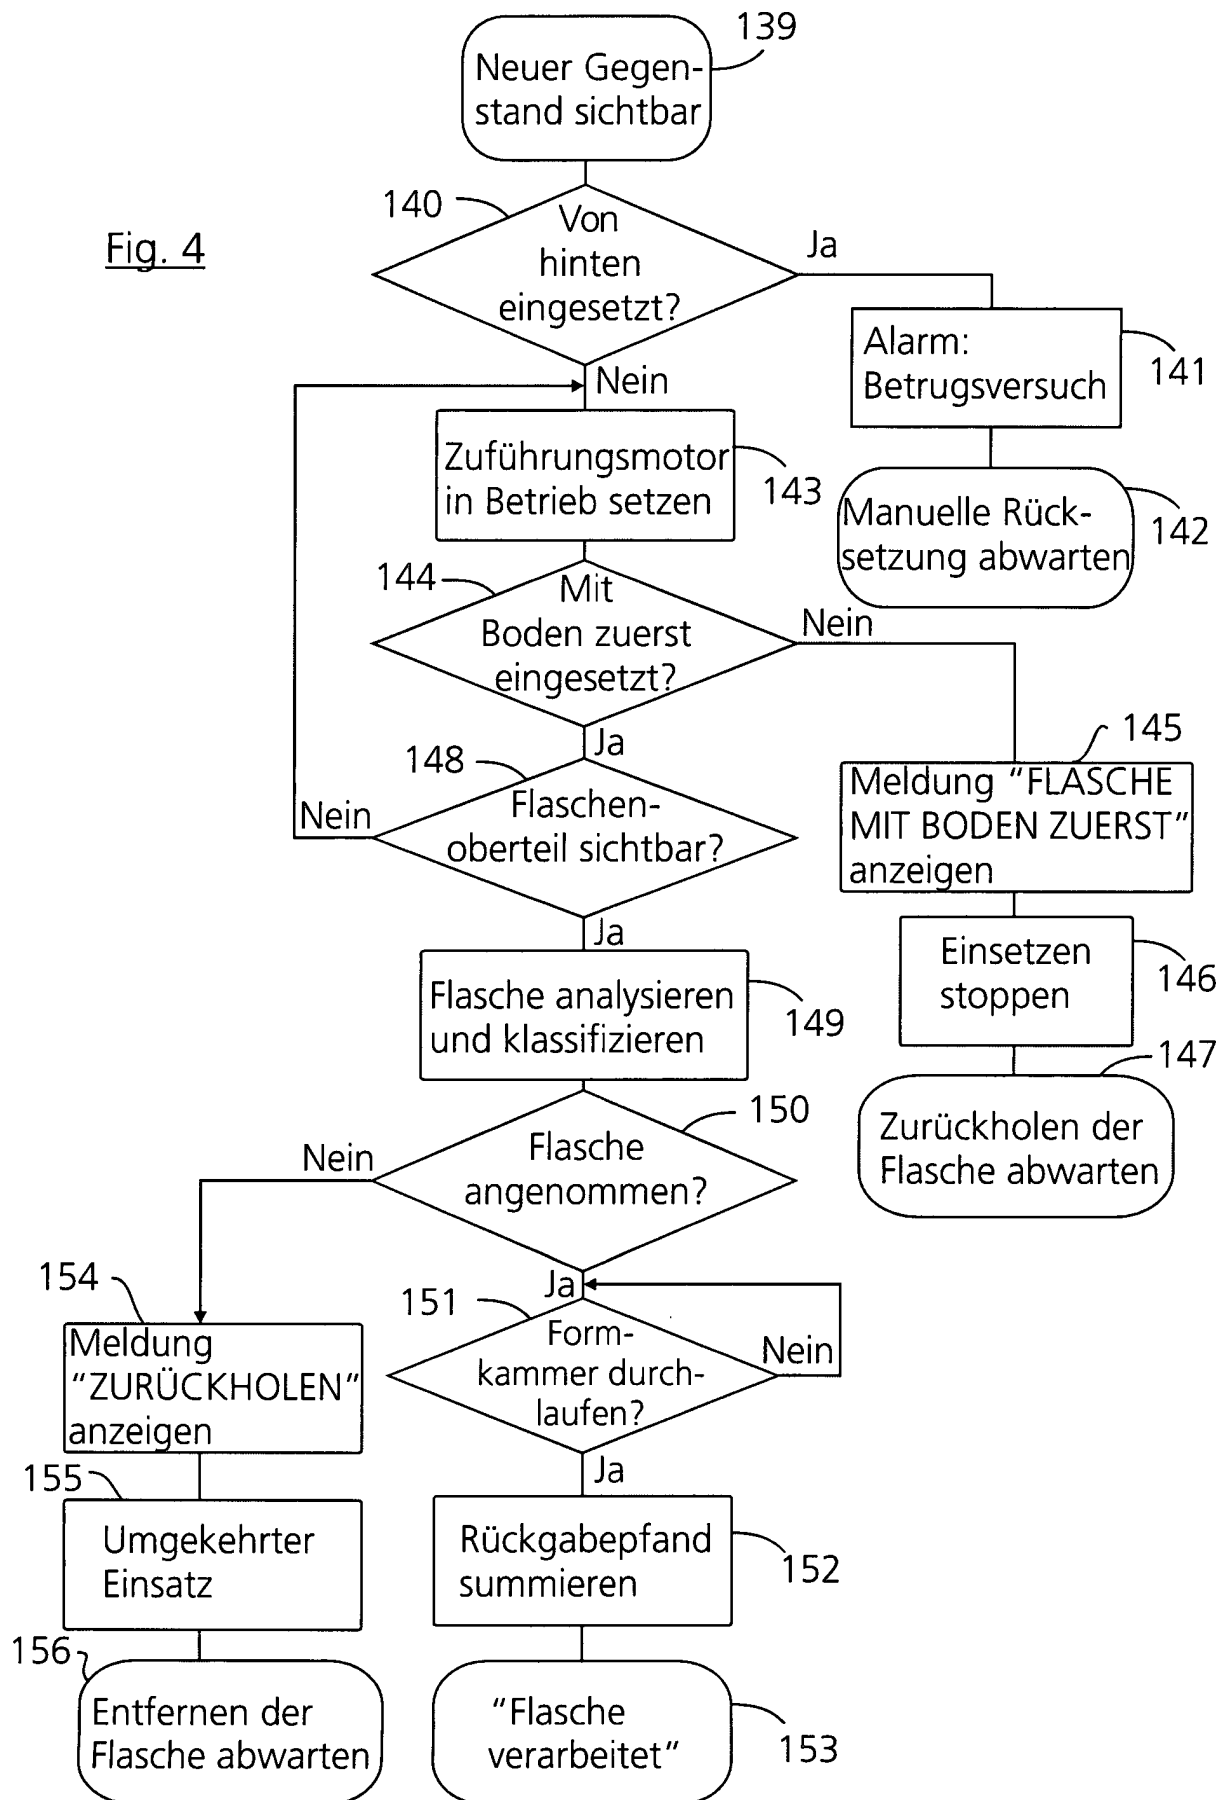 139
Neuer Gegen-
stand sichtbar
140
Fig. 4
Von
hinten
eingesetzt?
Ja
Alarm:
Betrugsversuch
141
Nein
Zuführungsmotor
in Betrieb setzen
143
Manuelle Rück-
setzung abwarten
142
144
Mit
Boden zuerst
eingesetzt?
Nein
Ja
145
Meldung “FLASCHE
MIT BODEN ZUERST”
anzeigen
148
Flaschen-
oberteil sichtbar?
Nein
Ja
Einsetzen
stoppen
146
Flasche analysieren
und klassifizieren
149
147
Zurückholen der
Flasche abwarten
150
Flasche
angenommen?
Nein
Ja
154
Meldung
“ZURÜCKHOLEN”
anzeigen
151
Form-
kammer durch-
laufen?
Nein
Ja
155
Umgekehrter
Einsatz
Rückgabepfand
summieren
152
156
Entfernen der
Flasche abwarten
“Flasche
verarbeitet”
153